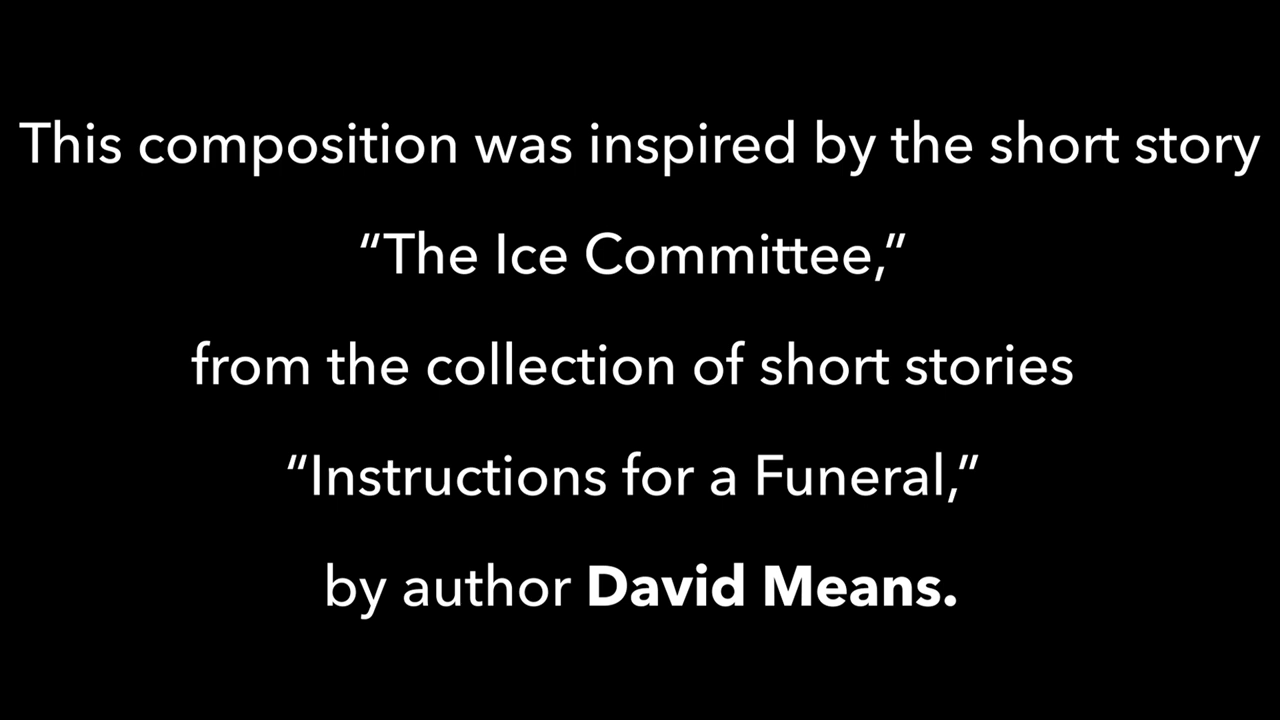 This composition was inspired by the short story
“The Ice Committee,”
from the collection of short stories
“Instructions for a Funeral,”
by author David Means.